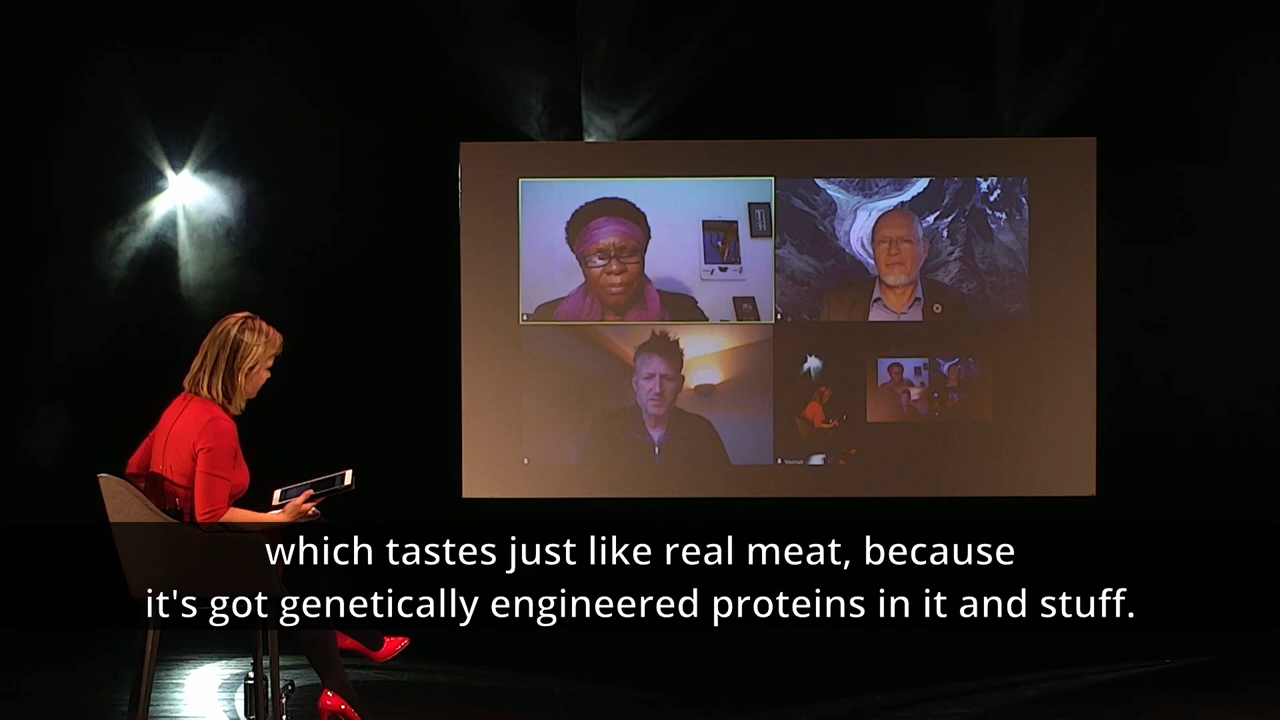 which tastes just like real meat, because
it's got genetically engineered proteins in it and stuff.